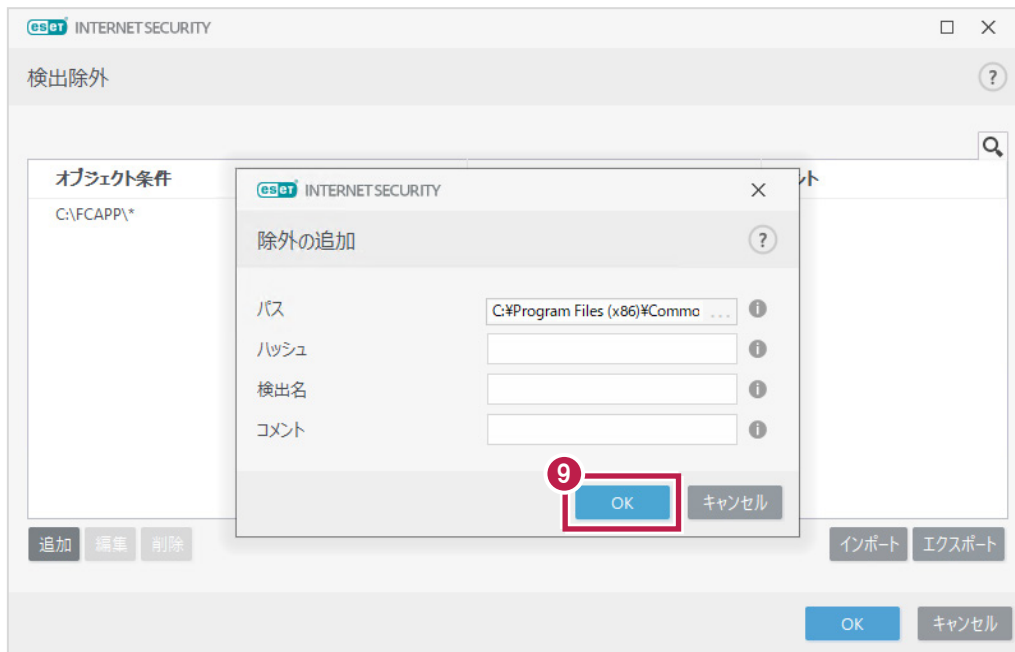 eset INTERNET SECURITY
検出除外
?
オブジェクト条件
C:\FCAPP\*
eset INTERNET SECURITY
除外の追加
?
パス
C:¥Program Files (x86)¥Commo ...
ハッシュ
検出名
コメント
9
OK キャンセル
追加 編集 削除
インポート エクスポート
OK キャンセル